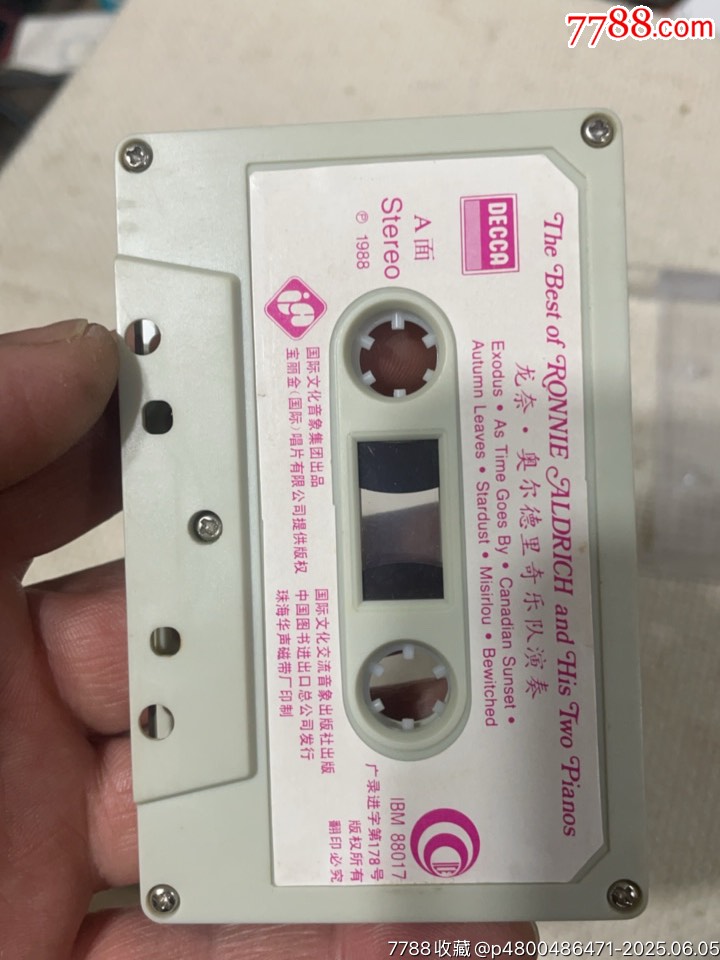 7788.com
The Best of RONNIE ALDRICH and His Two Pianos
龙奈·奥尔德里奇乐队演奏
DECCA
Exodus • As Time Goes By • Canadian Sunset •
Autumn Leaves • Stardust • Misirlou • Bewitched
A面
Stereo
℗ 1988
国际文化音象集团出品
宝丽金(国际)唱片有限公司提供版权
国际文化交流音象出版社出版
中国图书进出口总公司发行
珠海华声磁带厂印制
IBM 88017
广录进字第178号
版权所有
翻印必究
7788收藏@p4800486471-2025.06.05